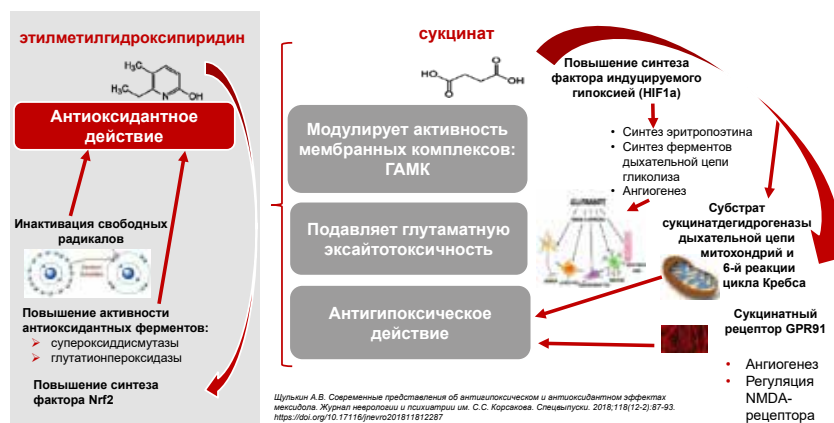 этилметилгидроксипиридин
H₃C
H₃C
N
OH
Антиоксидантное
действие
Инактивация свободных
радикалов
Повышение активности
антиоксидантных ферментов:
супероксиддисмутазы
глутатионпероксидазы
Повышение синтеза
фактора Nrf2
сукцинат
HO
O
O
OH
Модулирует активность
мембранных комплексов:
ГАМК
Подавляет глутаматную
эксайтотоксичность
Антигипоксическое
действие
Повышение синтеза
фактора индуцируемого
гипоксией (HIF1a)
• Синтез эритропоэтина
• Синтез ферментов
дыхательной цепи
гликолиза
• Ангиогенез
Субстрат
сукцинатдегидрогеназы
дыхательной цепи
митохондрий и
6-й реакции
цикла Кребса
Сукцинатный
рецептор GPR91
• Ангиогенез
• Регуляция
NMDA-
рецептора
Щулькин А.В. Современные представления об антигипоксическом и антиоксидантном эффектах
мексидола. Журнал неврологии и психиатрии им. С.С. Корсакова. Спецвыпуски. 2018;118(12-2):87-93.
https://doi.org/10.17116/jnevro201811812287